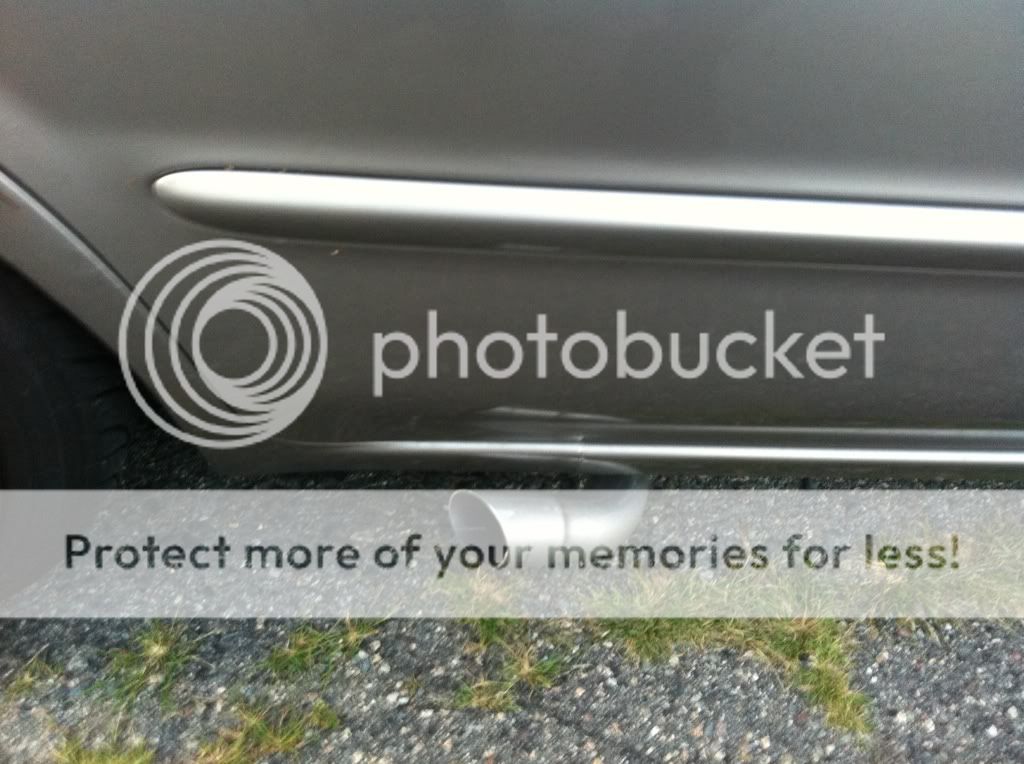 photobucket
Protect more of your memories for less!